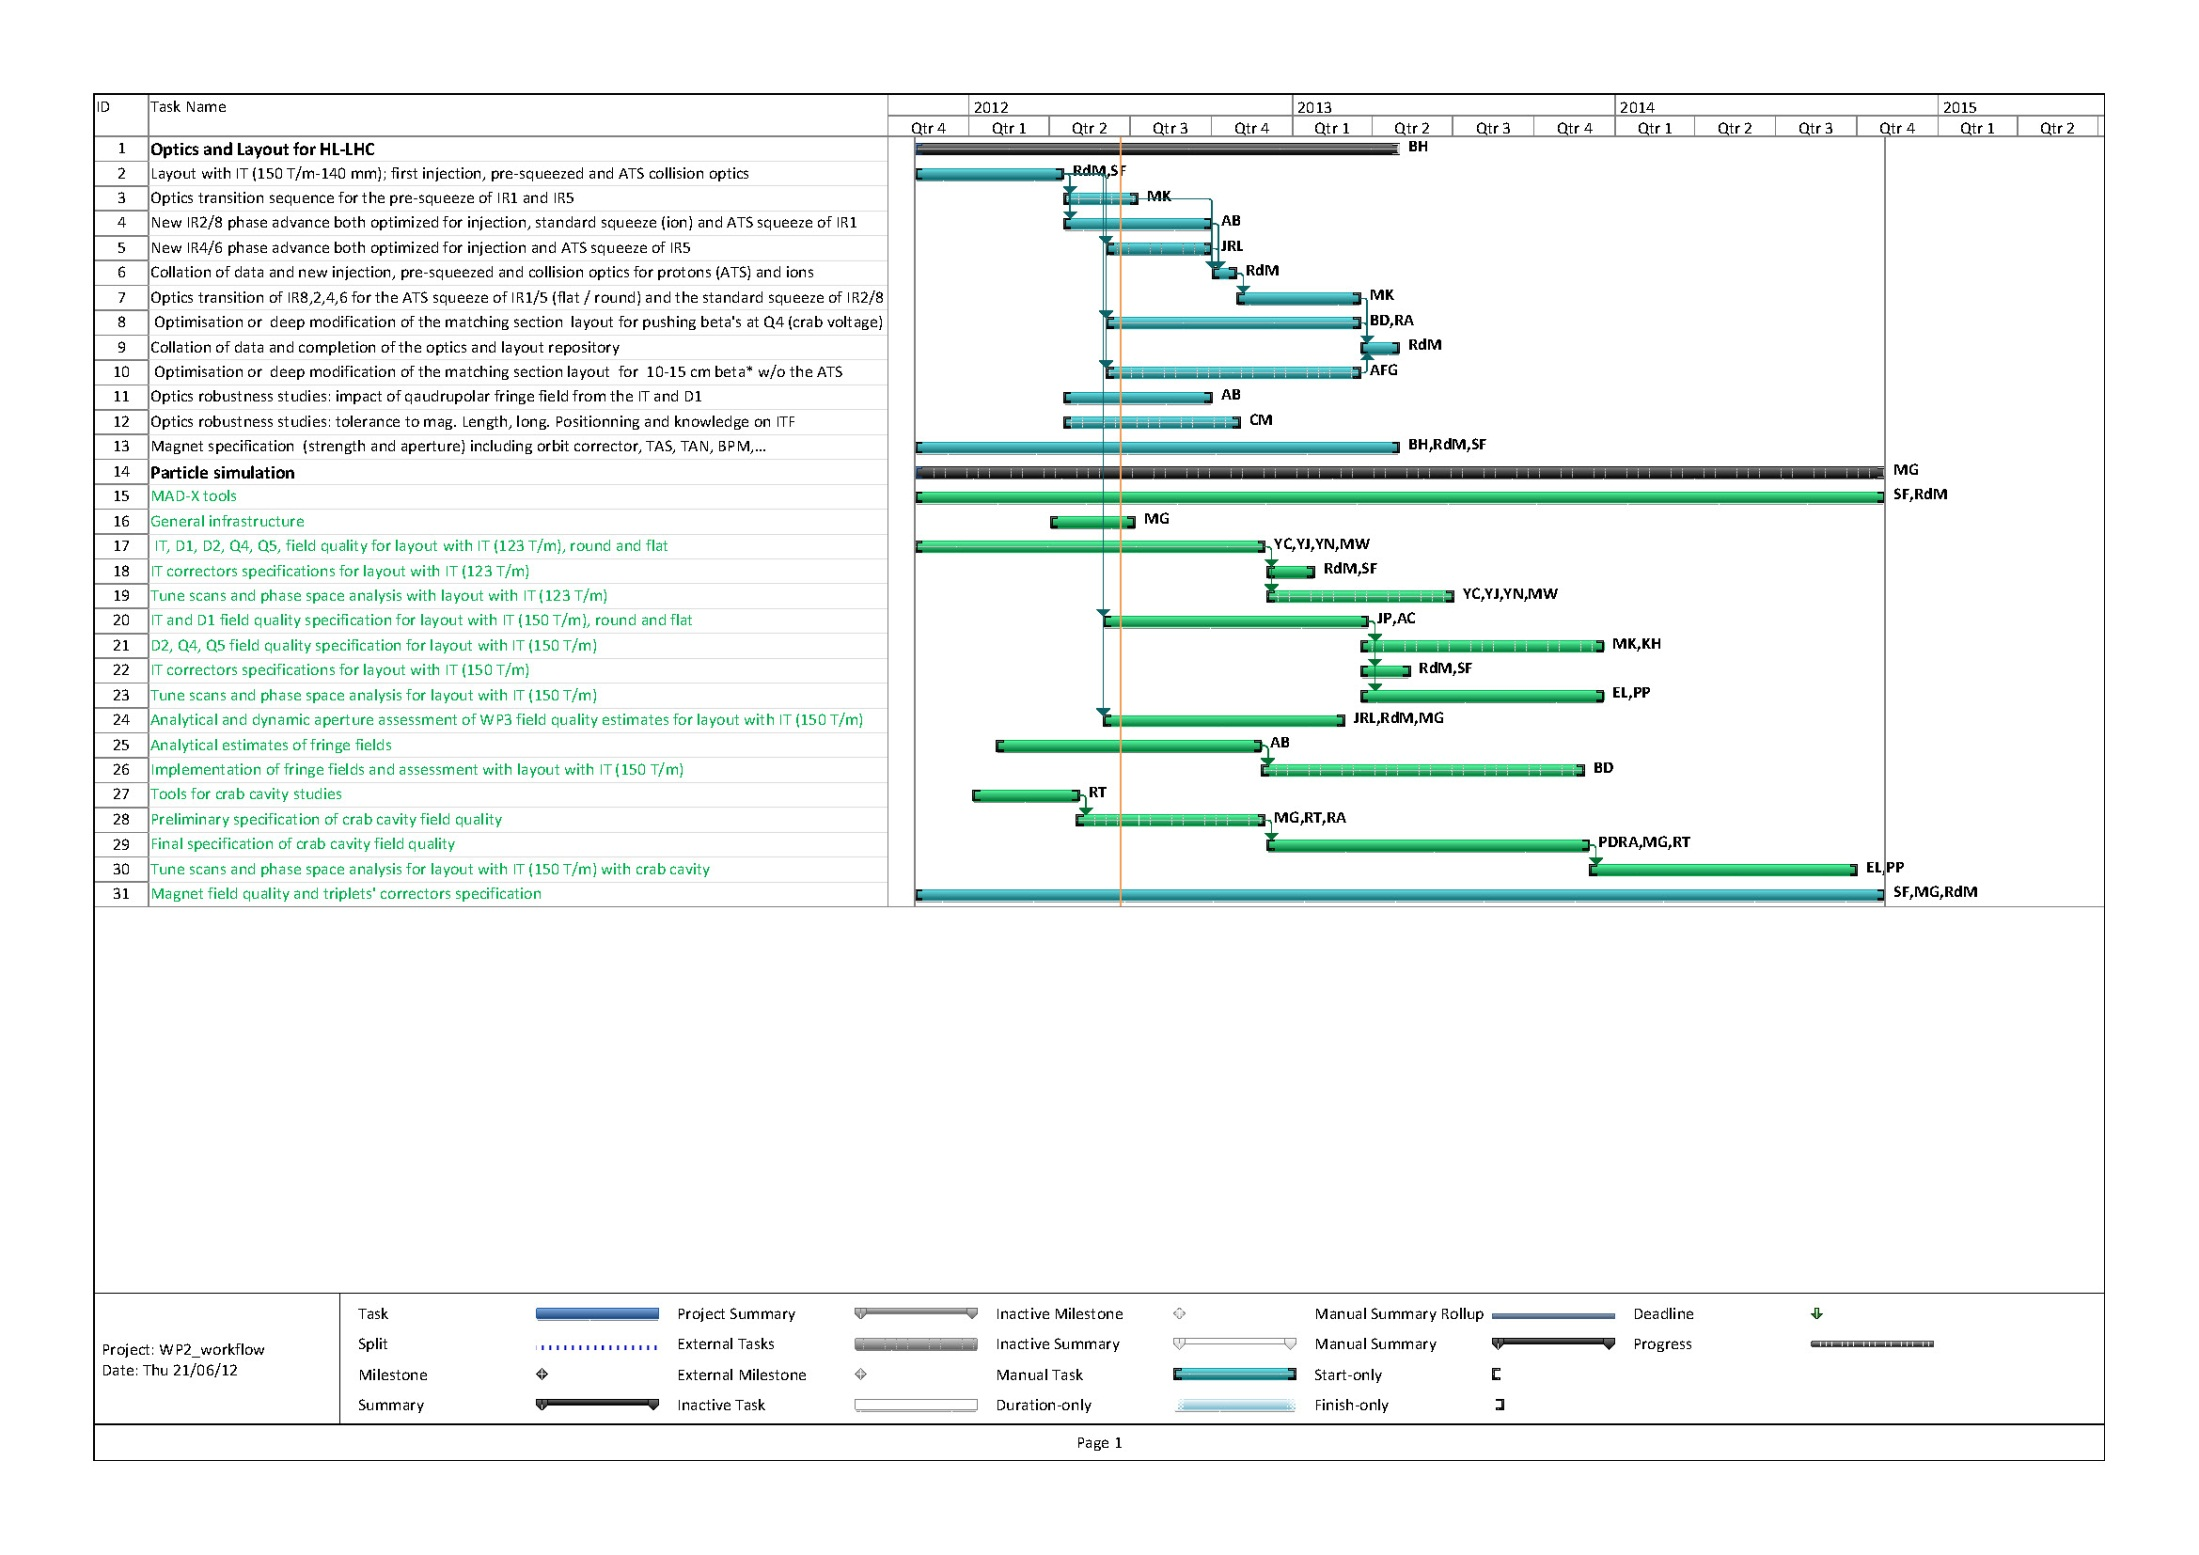 ID Task Name 2012 2013 2014 2015
Qtr 4 Qtr 1 Qtr 2 Qtr 3 Qtr 4 Qtr 1 Qtr 2 Qtr 3 Qtr 4 Qtr 1 Qtr 2 Qtr 3 Qtr 4 Qtr 1 Qtr 2
1 Optics and Layout for HL-LHC BH
2 Layout with IT (150 T/m-140 mm); first injection, pre-squeezed and ATS collision optics RdM,SF
3 Optics transition sequence for the pre-squeeze of IR1 and IR5 MK
4 New IR2/8 phase advance both optimized for injection, standard squeeze (ion) and ATS squeeze of IR1 AB
5 New IR4/6 phase advance both optimized for injection and ATS squeeze of IR5 JRL
6 Collation of data and new injection, pre-squeezed and collision optics for protons (ATS) and ions RdM
7 Optics transition of IR8,2,4,6 for the ATS squeeze of IR1/5 (flat / round) and the standard squeeze of IR2/8 MK
8 Optimisation or deep modification of the matching section layout for pushing beta's at Q4 (crab voltage) BD,RA
9 Collation of data and completion of the optics and layout repository RdM
10 Optimisation or deep modification of the matching section layout for 10-15 cm beta* w/o the ATS AFG
11 Optics robustness studies: impact of qaudrupolar fringe field from the IT and D1 AB
12 Optics robustness studies: tolerance to mag. Length, long. Positionning and knowledge on ITF CM
13 Magnet specification (strength and aperture) including orbit corrector, TAS, TAN, BPM,... BH,RdM,SF
14 Particle simulation MG
15 MAD-X tools SF,RdM
16 General infrastructure MG
17 IT, D1, D2, Q4, Q5, field quality for layout with IT (123 T/m), round and flat YC,YJ,YN,MW
18 IT correctors specifications for layout with IT (123 T/m) RdM,SF
19 Tune scans and phase space analysis with layout with IT (123 T/m) YC,YJ,YN,MW
20 IT and D1 field quality specification for layout with IT (150 T/m), round and flat JP,AC
21 D2, Q4, Q5 field quality specification for layout with IT (150 T/m) MK,KH
22 IT correctors specifications for layout with IT (150 T/m) RdM,SF
23 Tune scans and phase space analysis for layout with IT (150 T/m) EL,PP
24 Analytical and dynamic aperture assessment of WP3 field quality estimates for layout with IT (150 T/m) JRL,RdM,MG
25 Analytical estimates of fringe fields AB
26 Implementation of fringe fields and assessment with layout with IT (150 T/m) BD
27 Tools for crab cavity studies RT
28 Preliminary specification of crab cavity field quality MG,RT,RA
29 Final specification of crab cavity field quality PDRA,MG,RT
30 Tune scans and phase space analysis for layout with IT (150 T/m) with crab cavity EL,PP
31 Magnet field quality and triplets' correctors specification SF,MG,RdM
Project: WP2_workflow
Date: Thu 21/06/12
Task Project Summary Inactive Milestone Manual Summary Rollup Deadline
Split External Tasks Inactive Summary Manual Summary Progress
Milestone External Milestone Manual Task Start-only
Summary Inactive Task Duration-only Finish-only
Page 1